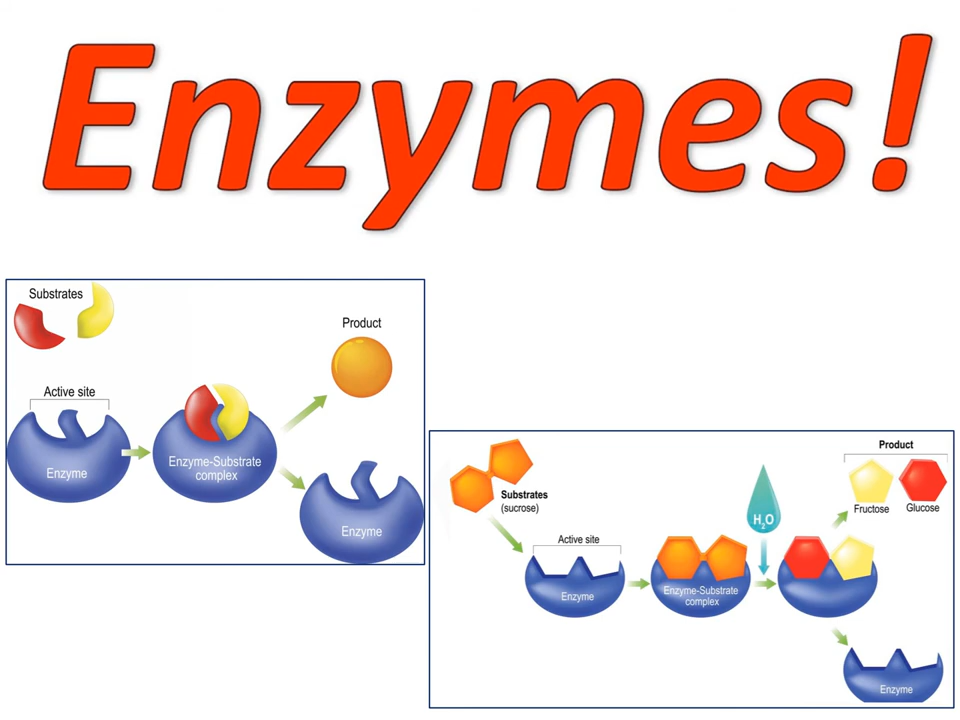 Enzymes!
Substrates
Product
Active site
Enzyme
Enzyme-Substrate
complex
Enzyme
Substrates
(sucrose)
Active site
Enzyme
Enzyme-Substrate
complex
H₂O
Product
Fructose
Glucose
Enzyme